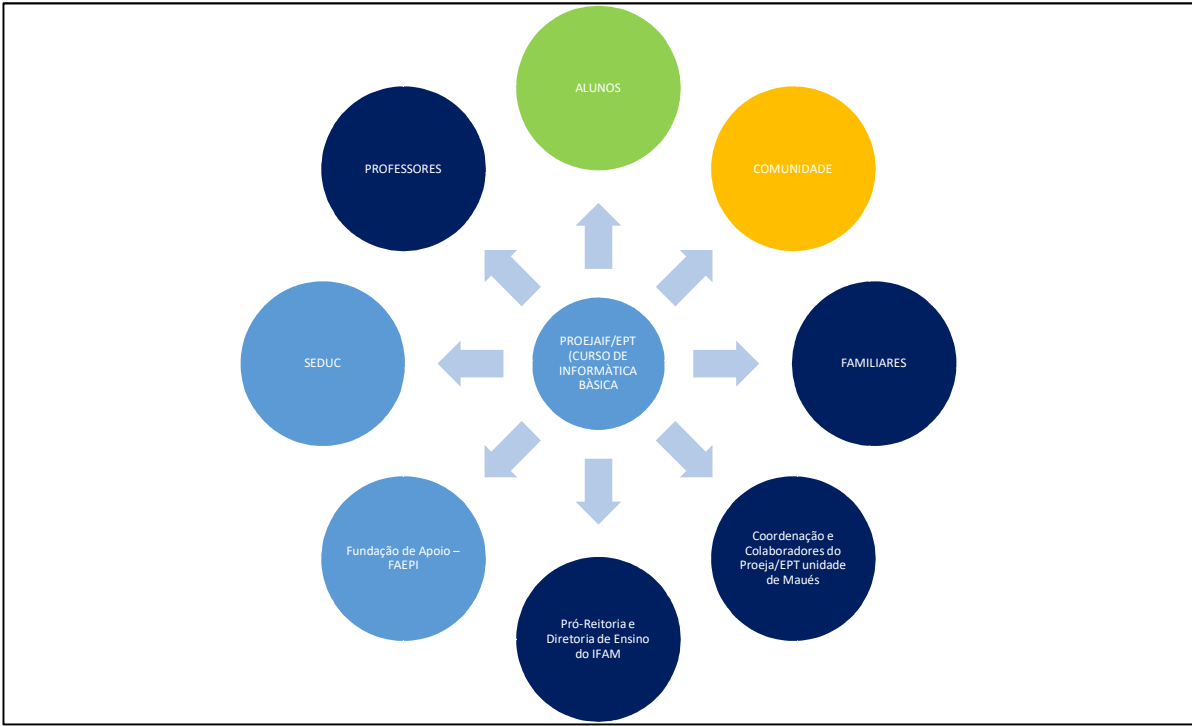 ALUNOS
COMUNIDADE
PROFESSORES
PROEJAIF/EPT
(CURSO DE
INFORMÀTICA
BÀSICA
SEDUC
FAMILIARES
Coordenação e
Colaboradores do
Proeja/EPT unidade
de Maués
Fundação de Apoio –
FAEPI
Pró-Reitoria e
Diretoria de Ensino
do IFAM